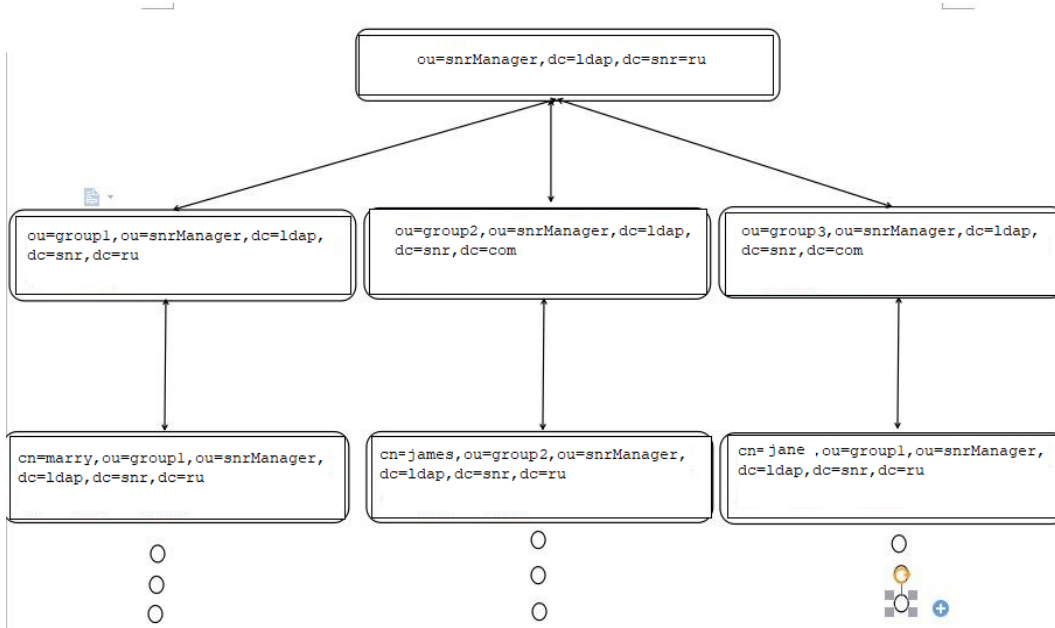 ou=snrManager,dc=ldap,dc=snr=ru
ou=group1,ou=snrManager,dc=ldap,
dc=snr,dc=ru
ou=group2,ou=snrManager,dc=ldap,
dc=snr,dc=com
ou=group3,ou=snrManager,dc=ldap,
dc=snr,dc=com
cn=marry,ou=group1,ou=snrManager,
dc=ldap,dc=snr,dc=ru
cn=james,ou=group2,ou=snrManager,
dc=ldap,dc=snr,dc=ru
cn=jane ,ou=group1,ou=snrManager,
dc=ldap,dc=snr,dc=ru